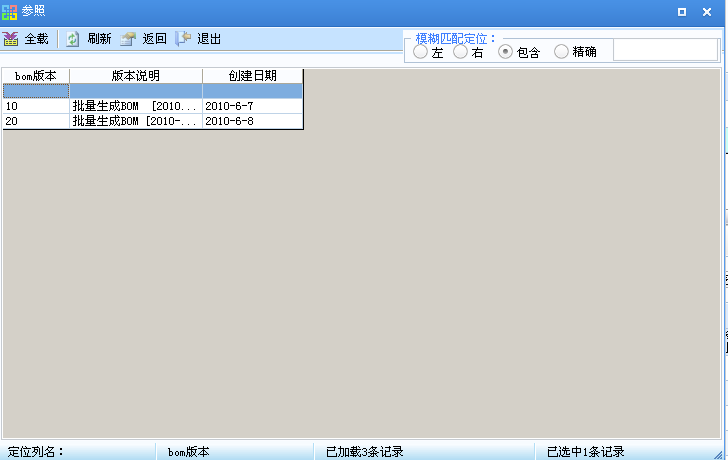 参照
全载 刷新 返回 退出 模糊匹配定位：
左 右 包含 精确
bom版本 版本说明 创建日期
10 批量生成BOM [2010... 2010-6-7
20 批量生成BOM [2010-... 2010-6-8
定位列名： bom版本 已加载3条记录 已选中1条记录